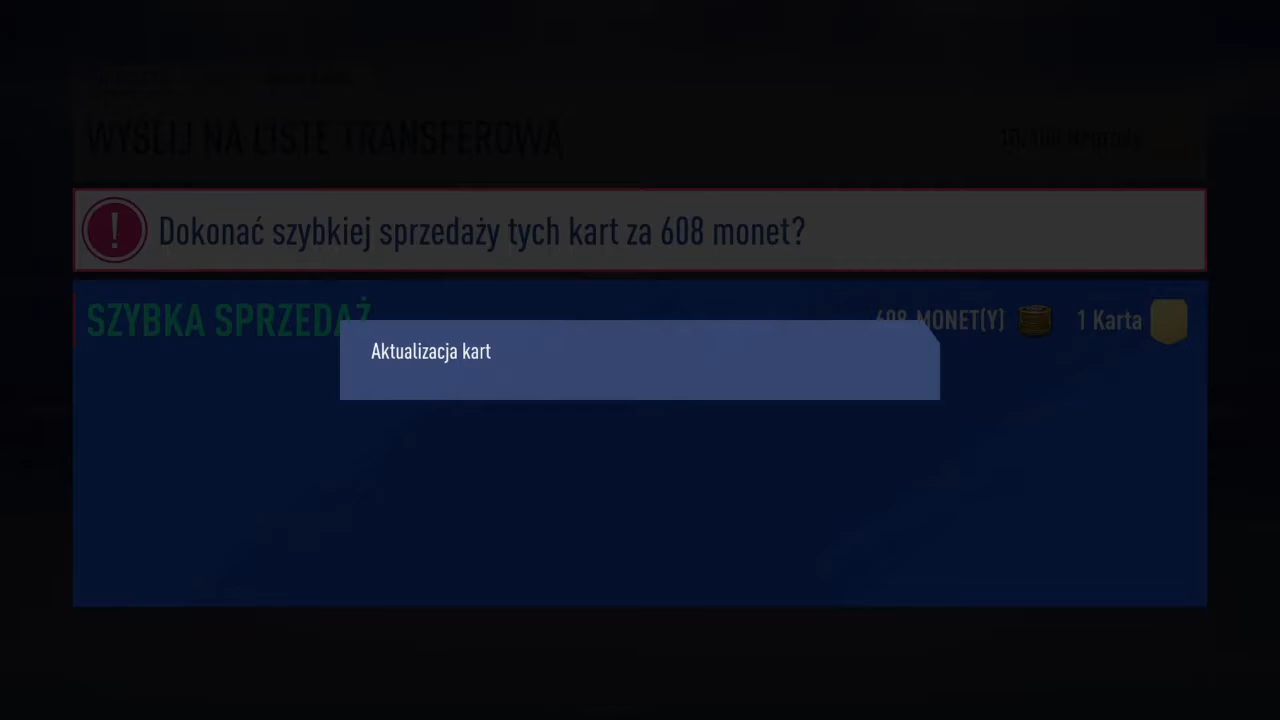 WYŚLIJ NA LISTĘ TRANSFEROWĄ
!
Dokonać szybkiej sprzedaży tych kart za 608 monet?
SZYBKA SPRZEDAŻ
608 MONET(Y)
1 Karta
Aktualizacja kart